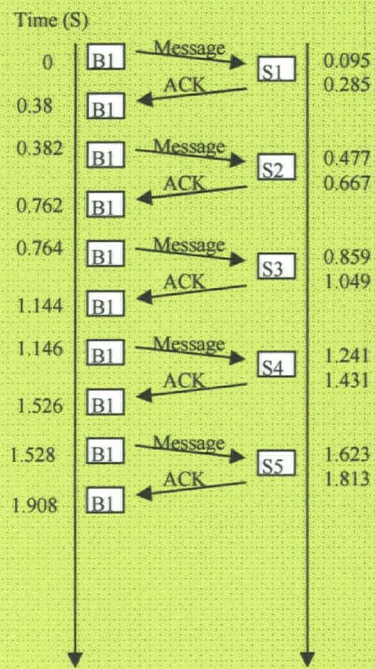 Time (S)
0 B1 Message S1 0.095
0.38 B1 ACK 0.285
0.382 B1 Message S2 0.477
0.762 B1 ACK 0.667
0.764 B1 Message S3 0.859
1.144 B1 ACK 1.049
1.146 B1 Message S4 1.241
1.526 B1 ACK 1.431
1.528 B1 Message S5 1.623
1.908 B1 ACK 1.813